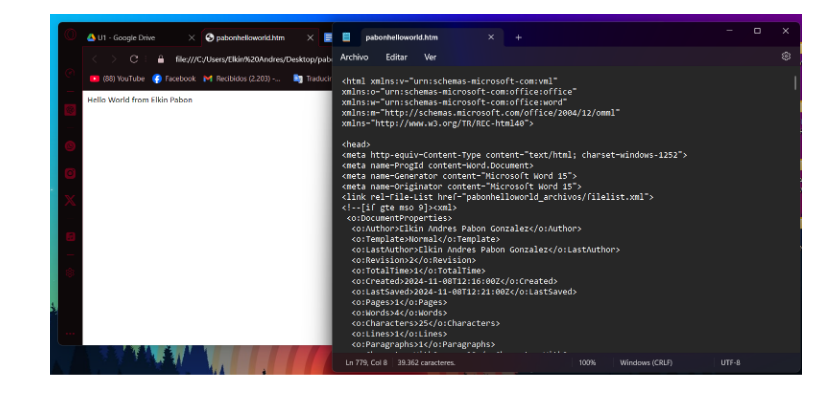 U1 - Google Drive
pabonhelloworld.htm
file:///C:/Users/Elkin%20Andres/Desktop/pab
(88) YouTube
Facebook
Recibidos (2.203) -...
Traducir
Hello World from Elkin Pabon
pabonhelloworld.htm
Archivo Editar Ver
<html xmlns:v="urn:schemas-microsoft-com:vml"
xmlns:o="urn:schemas-microsoft-com:office:office"
xmlns:w="urn:schemas-microsoft-com:office:word"
xmlns:m="http://schemas.microsoft.com/office/2004/12/omml"
xmlns="http://www.w3.org/TR/REC-html40">
<head>
<meta http-equiv=Content-Type content="text/html; charset=windows-1252">
<meta name=ProgId content=Word.Document>
<meta name=Generator content="Microsoft Word 15">
<meta name=Originator content="Microsoft Word 15">
<link rel=File-List href="pabonhelloworld_archivos/filelist.xml">
<!--[if gte mso 9]><xml>
<o:DocumentProperties>
<o:Author>Elkin Andres Pabon Gonzalez</o:Author>
<o:Template>Normal</o:Template>
<o:LastAuthor>Elkin Andres Pabon Gonzalez</o:LastAuthor>
<o:Revision>2</o:Revision>
<o:TotalTime>1</o:TotalTime>
<o:Created>2024-11-08T12:16:00Z</o:Created>
<o:LastSaved>2024-11-08T12:21:00Z</o:LastSaved>
<o:Pages>1</o:Pages>
<o:Words>4</o:Words>
<o:Characters>25</o:Characters>
<o:Lines>1</o:Lines>
<o:Paragraphs>1</o:Paragraphs>
Ln 779, Col 8 39.362 caracteres. 100% Windows (CRLF) UTF-8